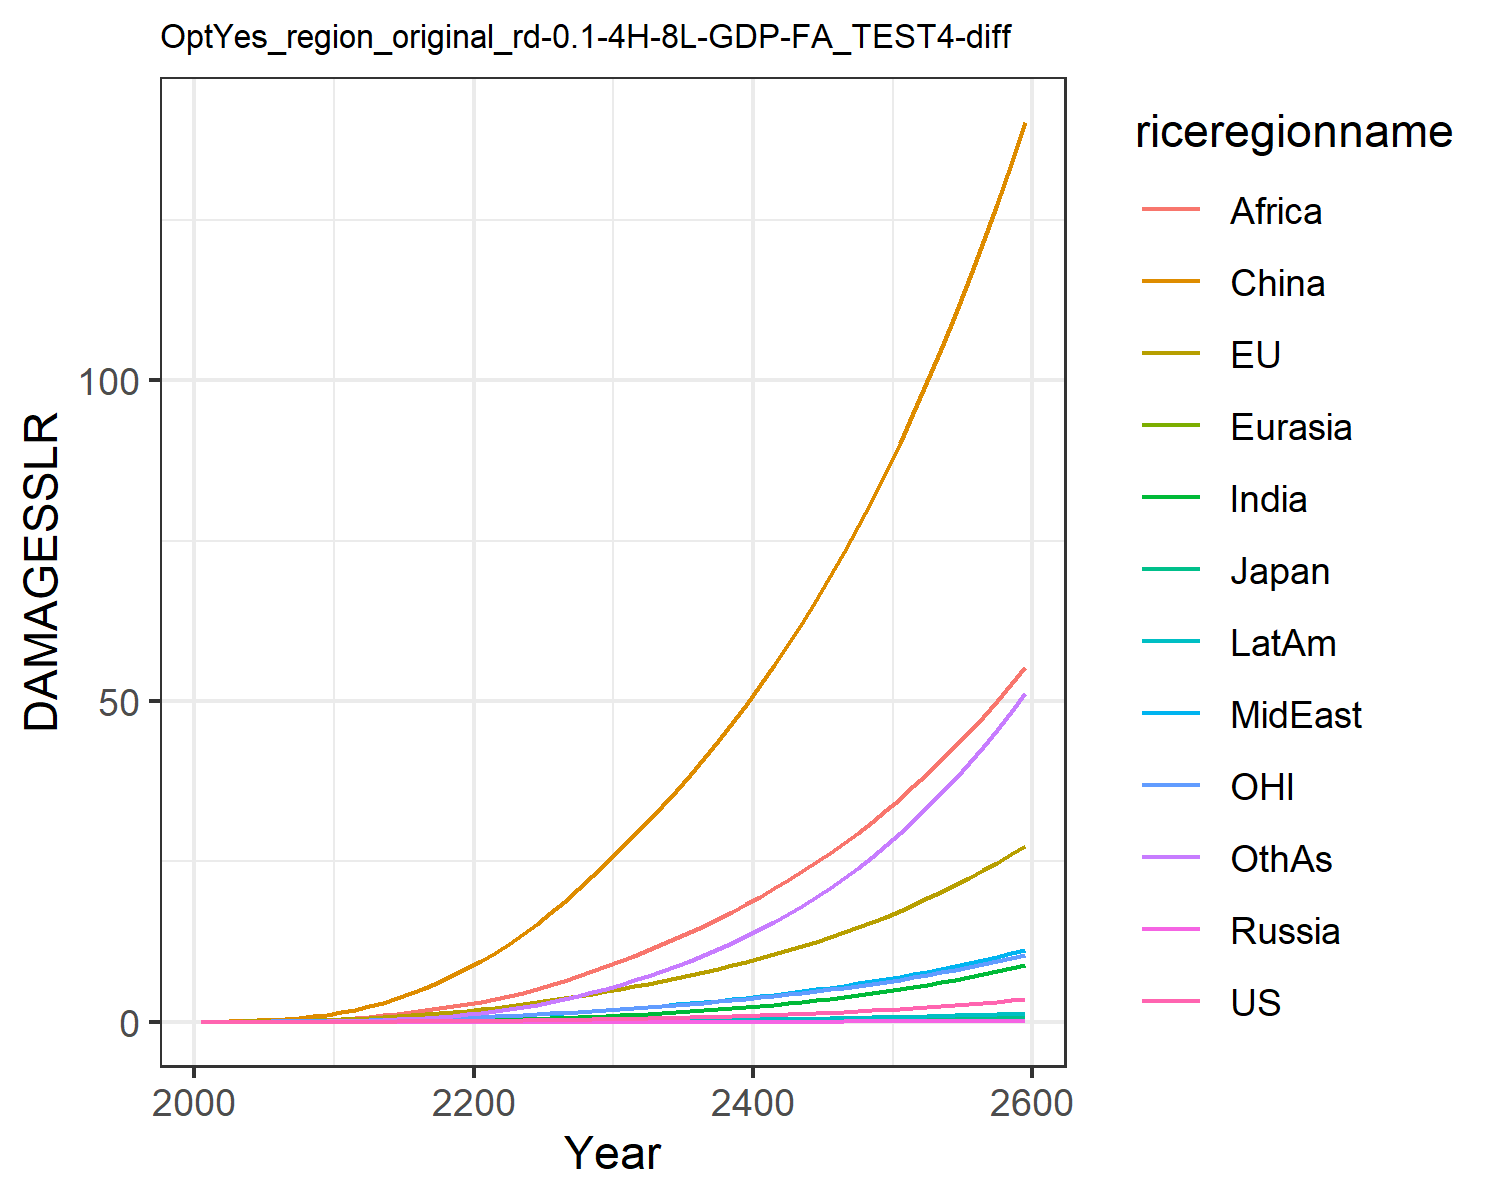 OptYes_region_original_rd-0.1-4H-8L-GDP-FA_TEST4-diff
DAMAGESSLR
100
50
0
2000 2200 2400 2600
Year
riceregionname
Africa
China
EU
Eurasia
India
Japan
LatAm
MidEast
OHI
OthAs
Russia
US